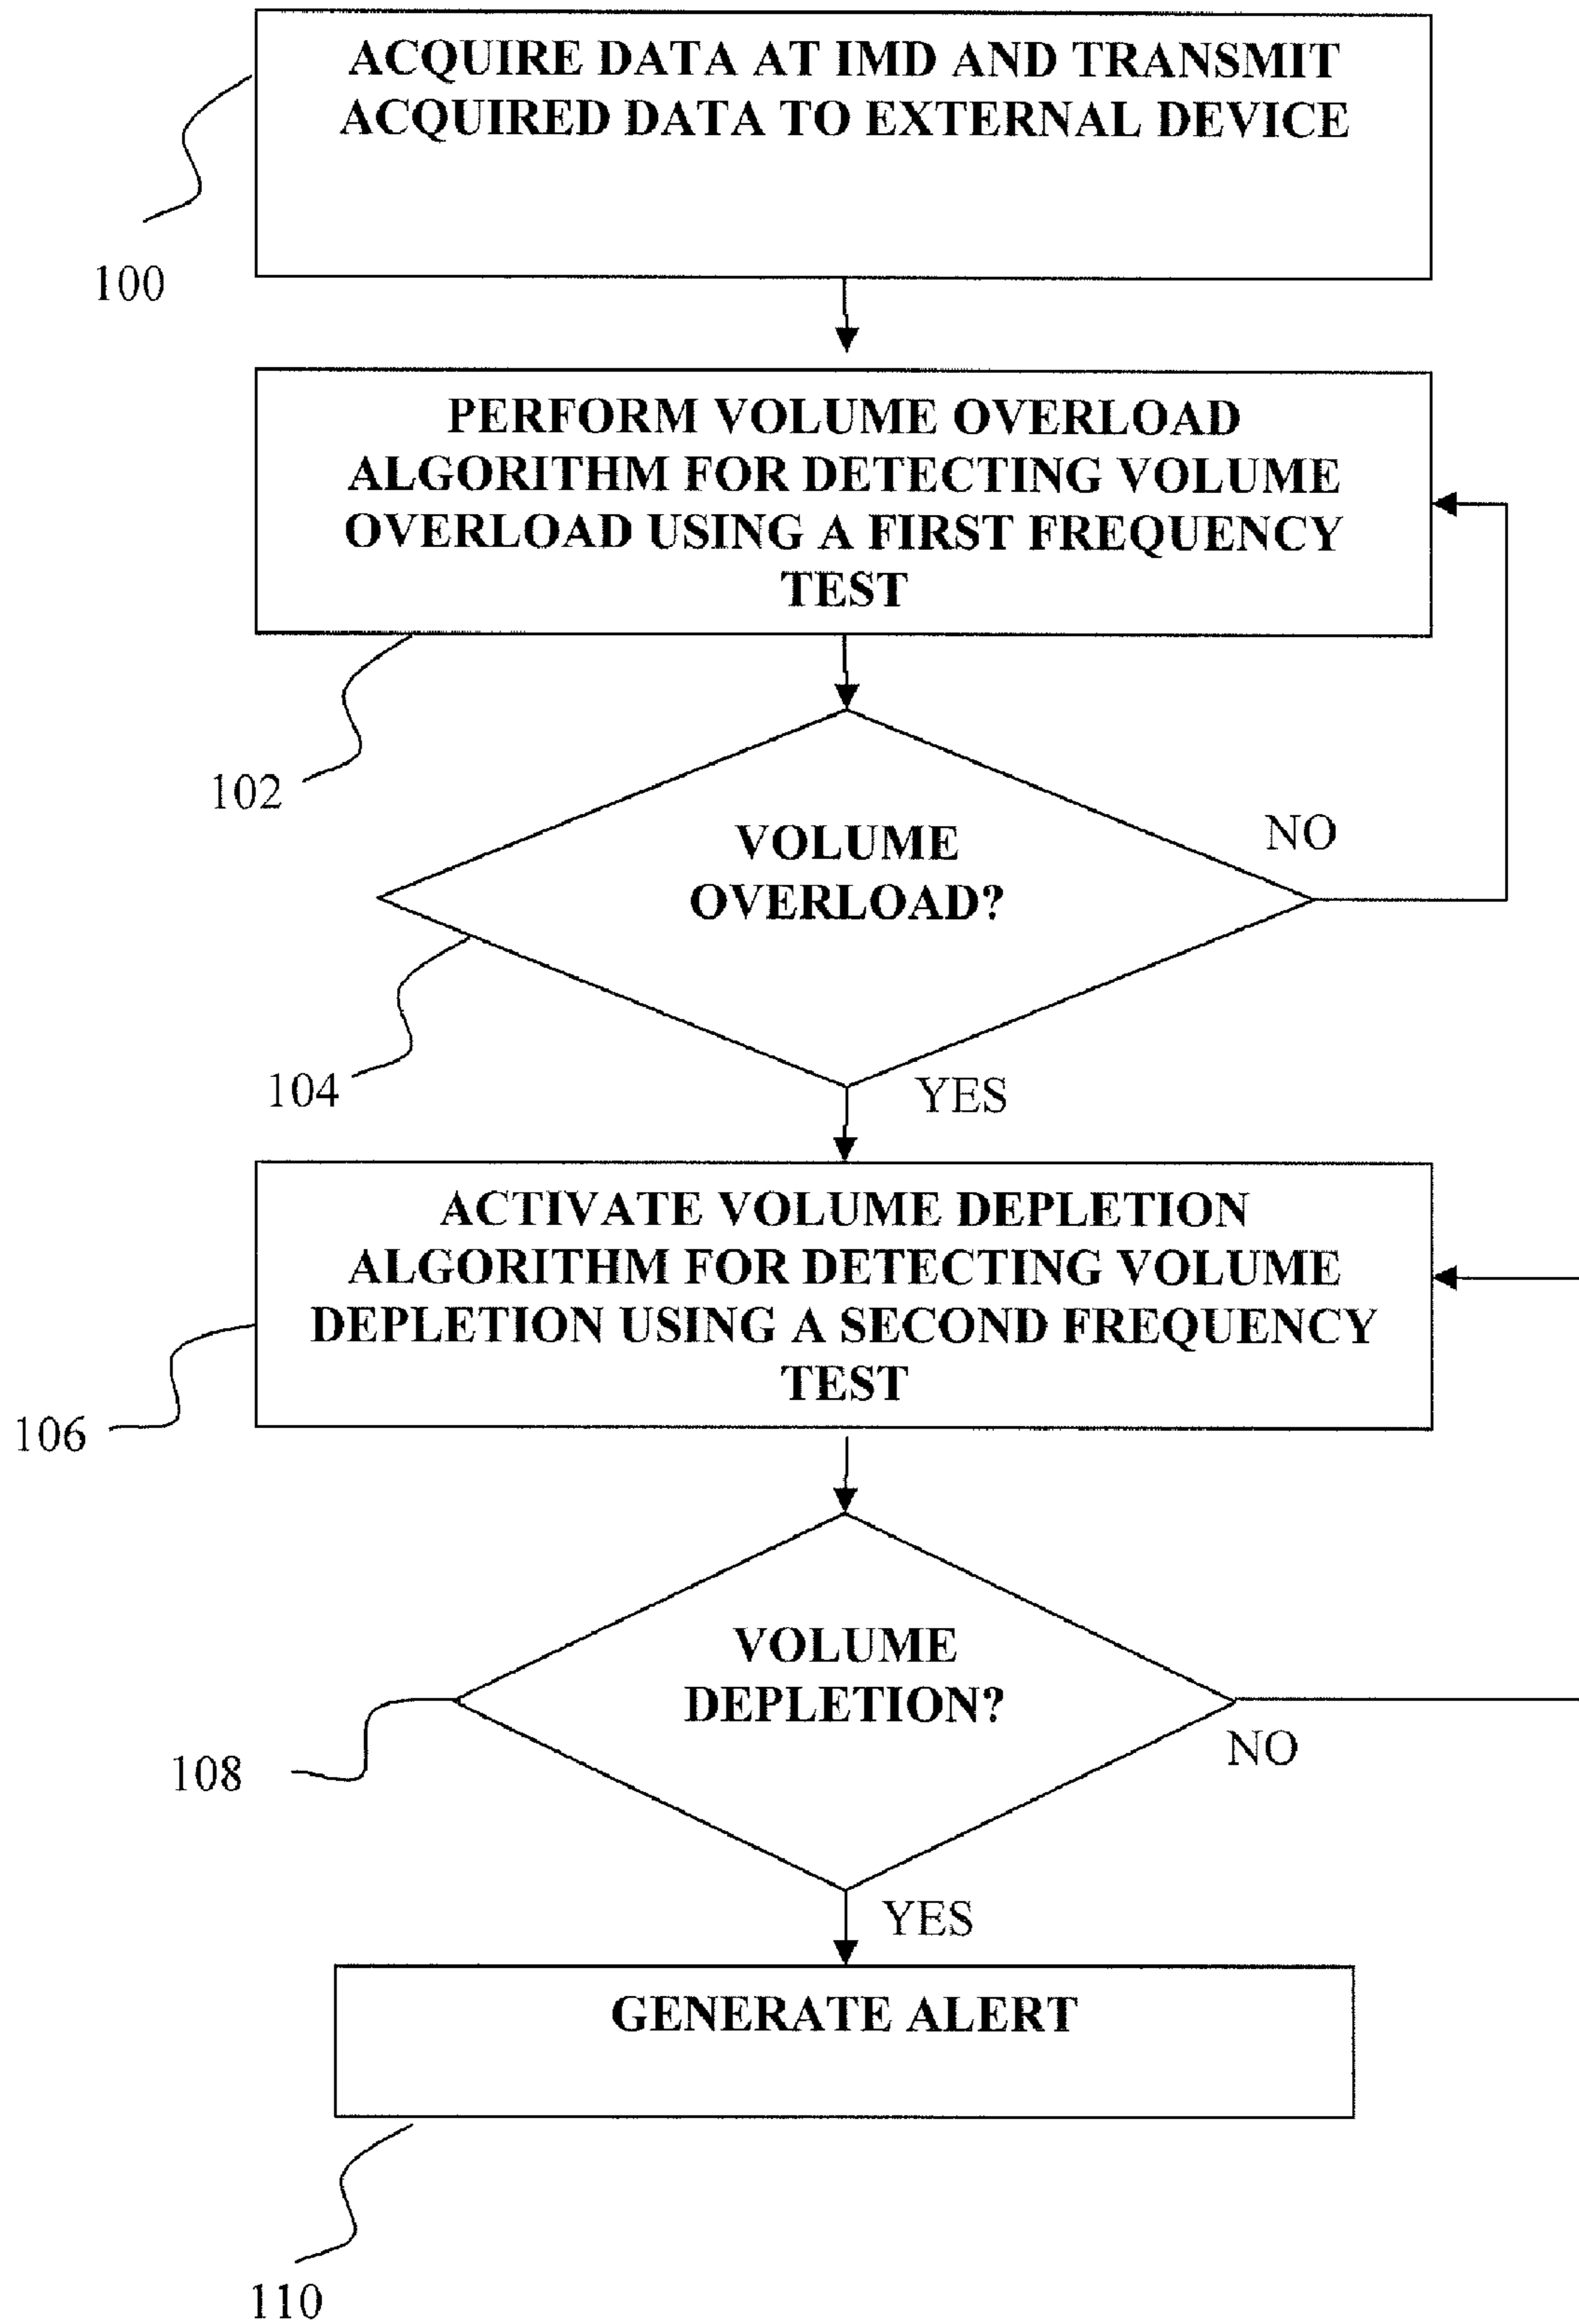 ACQUIRE DATA AT IMD AND TRANSMIT
ACQUIRED DATA TO EXTERNAL DEVICE
100
PERFORM VOLUME OVERLOAD
ALGORITHM FOR DETECTING VOLUME
OVERLOAD USING A FIRST FREQUENCY
TEST
102
VOLUME
OVERLOAD?
NO
104
YES
ACTIVATE VOLUME DEPLETION
ALGORITHM FOR DETECTING VOLUME
DEPLETION USING A SECOND FREQUENCY
TEST
106
VOLUME
DEPLETION?
NO
108
YES
GENERATE ALERT
110